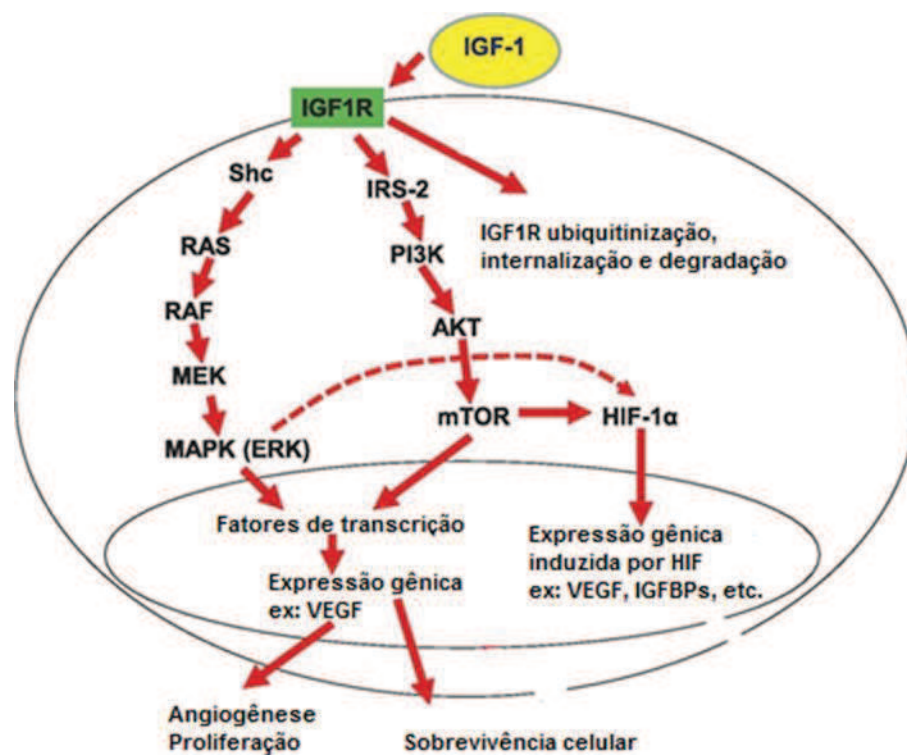 IGF-1
IGF1R
Shc
IRS-2
IGF1R ubiquitinização,
internalização e degradação
RAS
PI3K
RAF
AKT
MEK
mTOR
HIF-1α
MAPK (ERK)
Fatores de transcrição
Expressão gênica
induzida por HIF
ex: VEGF, IGFBPs, etc.
Expressão gênica
ex: VEGF
Angiogênese
Proliferação
Sobrevivência celular